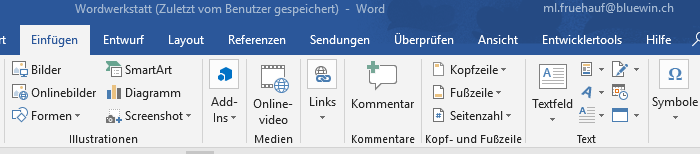 Wordwerkstatt (Zuletzt vom Benutzer gespeichert) - Word ml.fruehauf@bluewin.ch
Einfügen Entwurf Layout Referenzen Sendungen Überprüfen Ansicht Entwicklertools Hilfe
Bilder
Onlinebilder
Formen
SmartArt
Diagramm
Screenshot
Illustrationen
Add-
Ins
Online-
video
Medien
Links
Kommentar
Kommentare
Kopfzeile
Fußzeile
Seitenzahl
Kopf- und Fußzeile
Textfeld
Text
Ω
Symbole